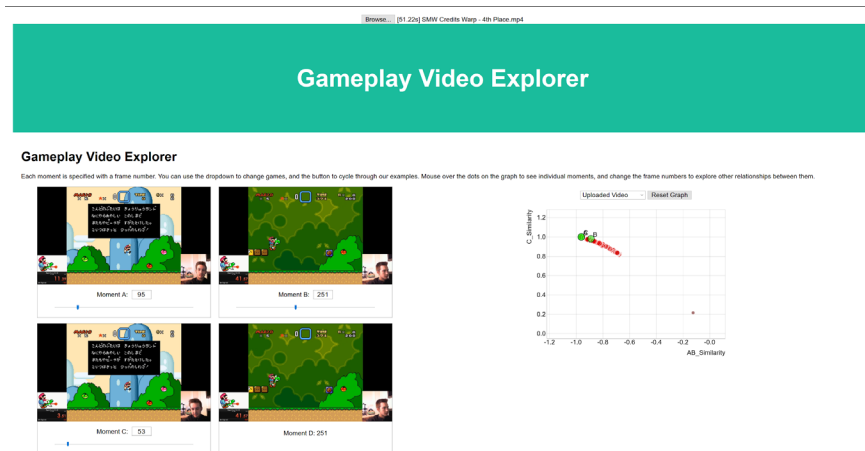 Browse... [51.22s] SMW Credits Warp - 4th Place.mp4
Gameplay Video Explorer
Gameplay Video Explorer
Each moment is specified with a frame number. You can use the dropdown to change games, and the button to cycle through our examples. Mouse over the dots on the graph to see individual moments, and change the frame numbers to explore other relationships between them.
Moment A: 95
Moment B: 251
Moment C: 53
Moment D: 251
Uploaded Video
Reset Graph
C_Similarity
1.2
1.0
0.8
0.6
0.4
0.2
0.0
B
-1.2 -1.0 -0.8 -0.6 -0.4 -0.2 -0.0
AB_Similarity